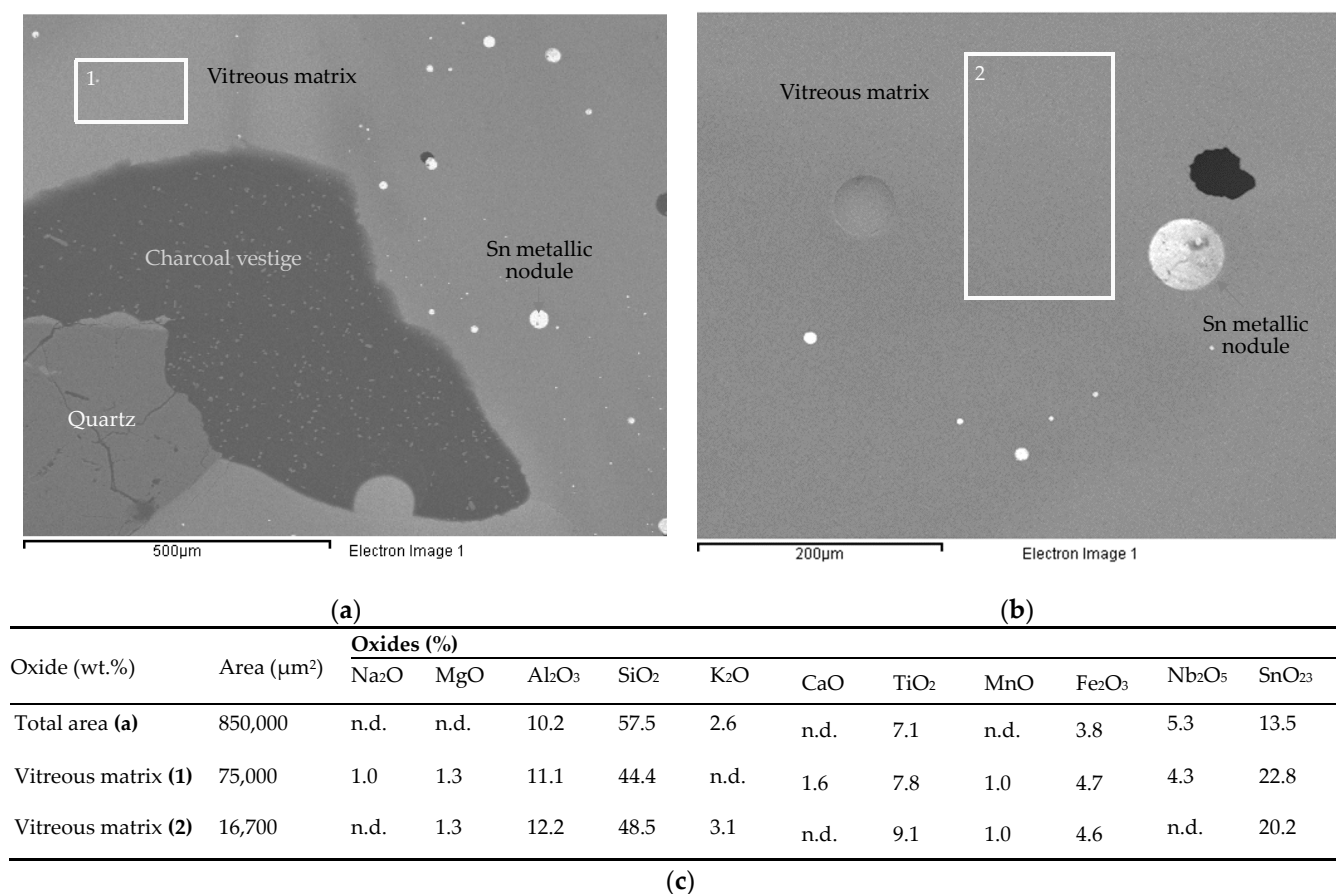 1
Vitreous matrix
Charcoal vestige
Sn metallic
nodule
Quartz
500µm Electron Image 1
(a)
2
Vitreous matrix
Sn metallic
nodule
200µm Electron Image 1
(b)
Oxides (%)
Oxide (wt.%) Area (µm²) Na₂O MgO Al₂O₃ SiO₂ K₂O CaO TiO₂ MnO Fe₂O₃ Nb₂O₅ SnO₂₃
Total area (a) 850,000 n.d. n.d. 10.2 57.5 2.6 n.d. 7.1 n.d. 3.8 5.3 13.5
Vitreous matrix (1) 75,000 1.0 1.3 11.1 44.4 n.d. 1.6 7.8 1.0 4.7 4.3 22.8
Vitreous matrix (2) 16,700 n.d. 1.3 12.2 48.5 3.1 n.d. 9.1 1.0 4.6 n.d. 20.2
(c)